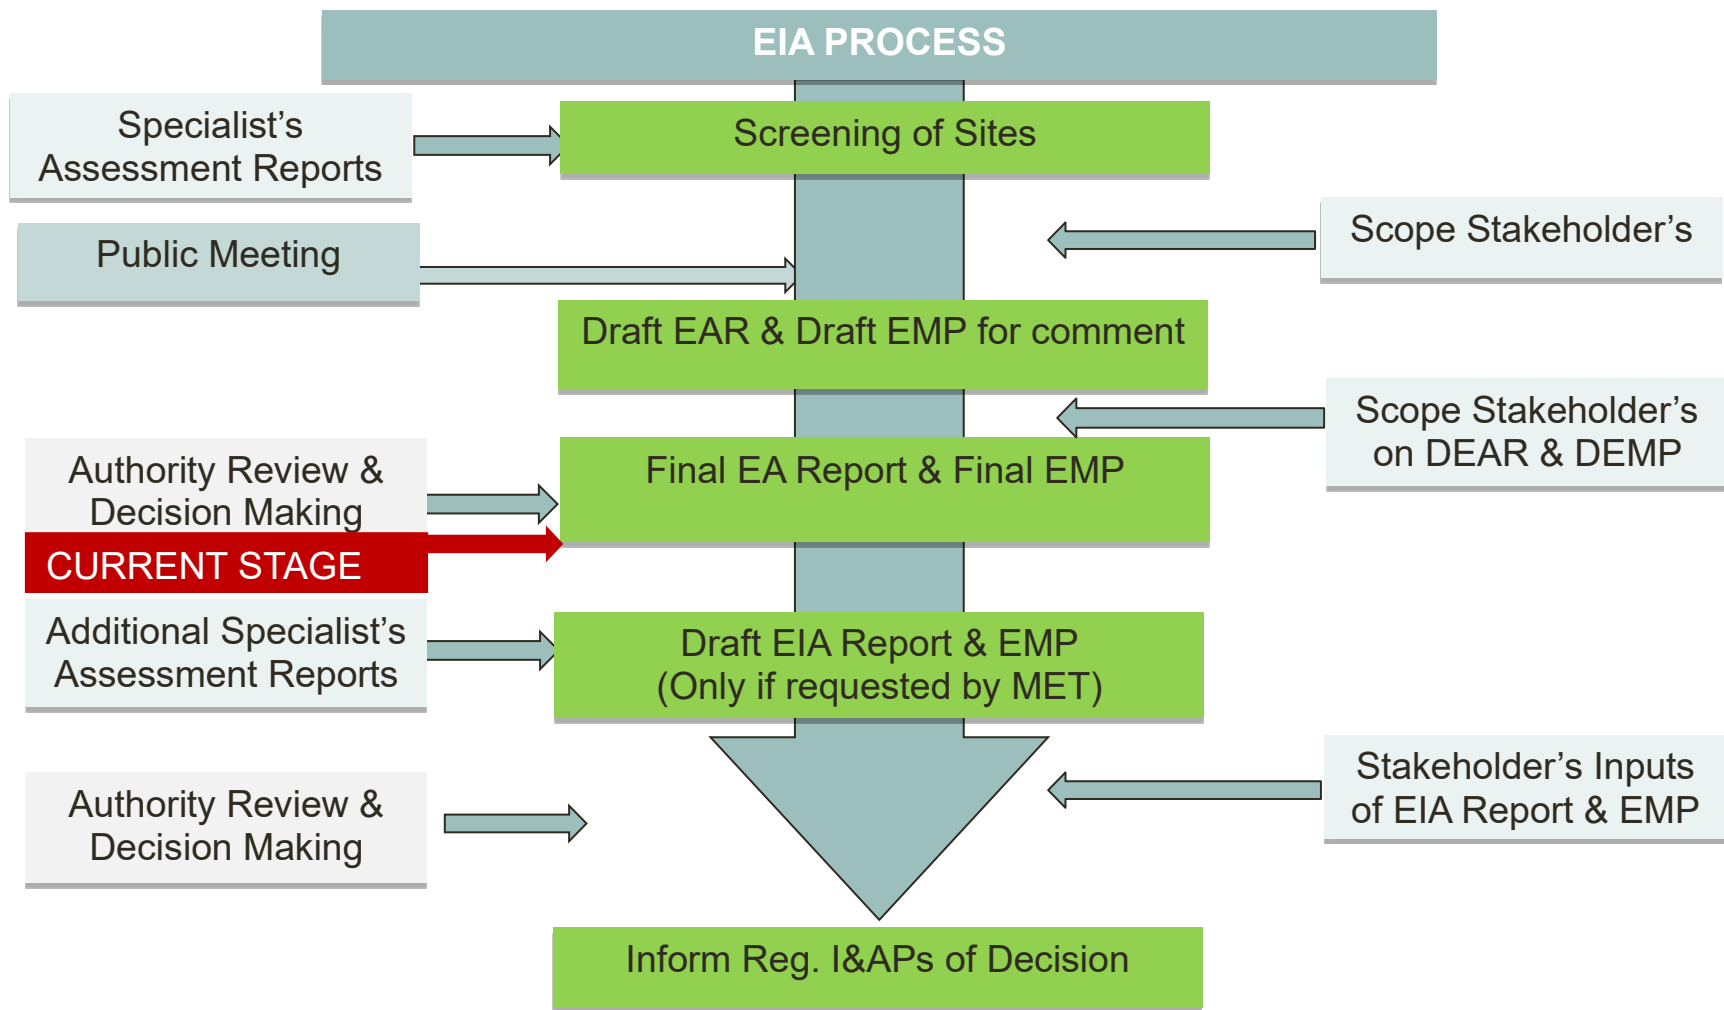 EIA PROCESS
Specialist’s
Assessment Reports
Screening of Sites
Public Meeting
Scope Stakeholder’s
Draft EAR & Draft EMP for comment
Scope Stakeholder’s
on DEAR & DEMP
Authority Review &
Decision Making
Final EA Report & Final EMP
CURRENT STAGE
Additional Specialist’s
Assessment Reports
Draft EIA Report & EMP
(Only if requested by MET)
Stakeholder’s Inputs
of EIA Report & EMP
Authority Review &
Decision Making
Inform Reg. I&APs of Decision